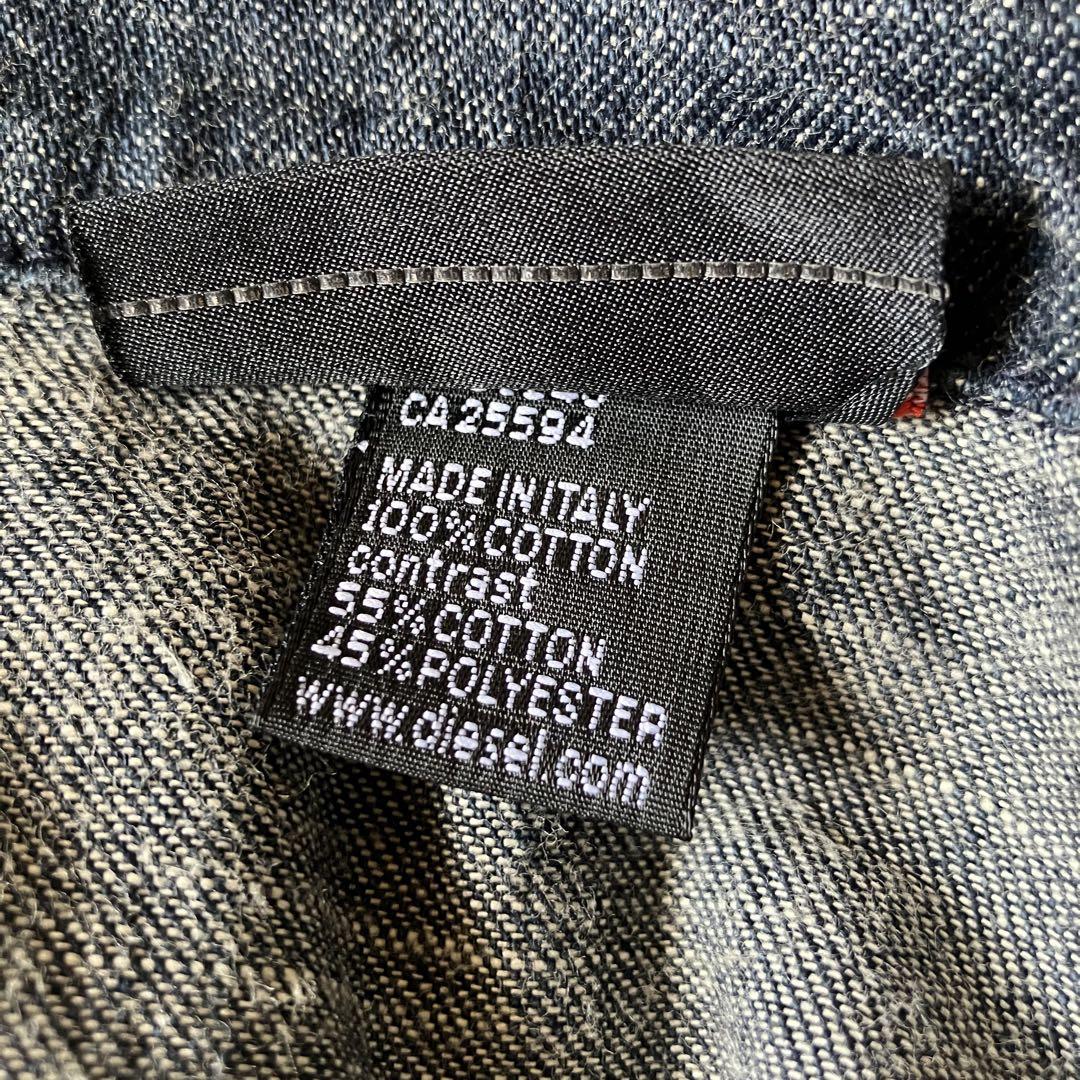 CA25594
MADE IN ITALY
100%COTTON
contrast
55%COTTON
45%POLYESTER
www.diesel.com